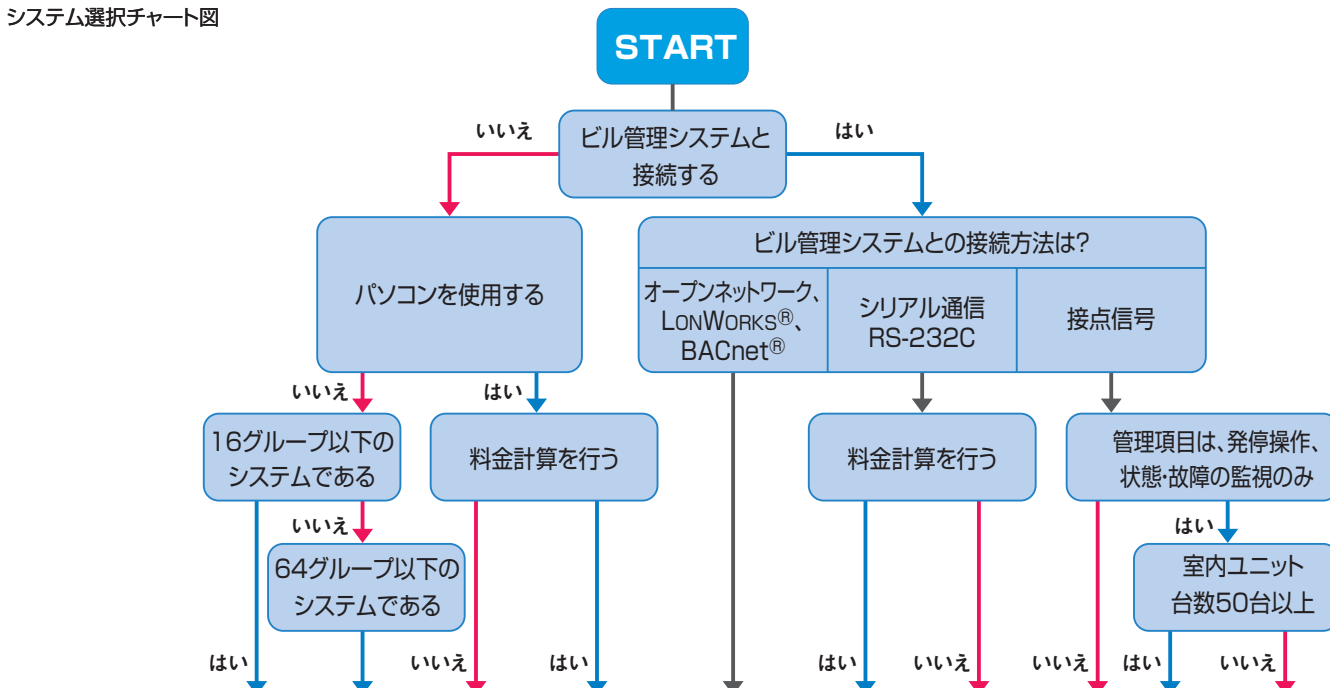 システム選択チャート図
START
いいえ
はい
ビル管理システムと
接続する
パソコンを使用する
ビル管理システムとの接続方法は?
オープンネットワーク、
LONWORKS®、
BACnet®
シリアル通信
RS-232C
接点信号
いいえ
はい
16グループ以下の
システムである
料金計算を行う
料金計算を行う
管理項目は、発停操作、
状態・故障の監視のみ
いいえ
はい
64グループ以下の
システムである
室内ユニット
台数50台以上
はい
いいえ
はい
はい
いいえ
いいえ
はい
いいえ